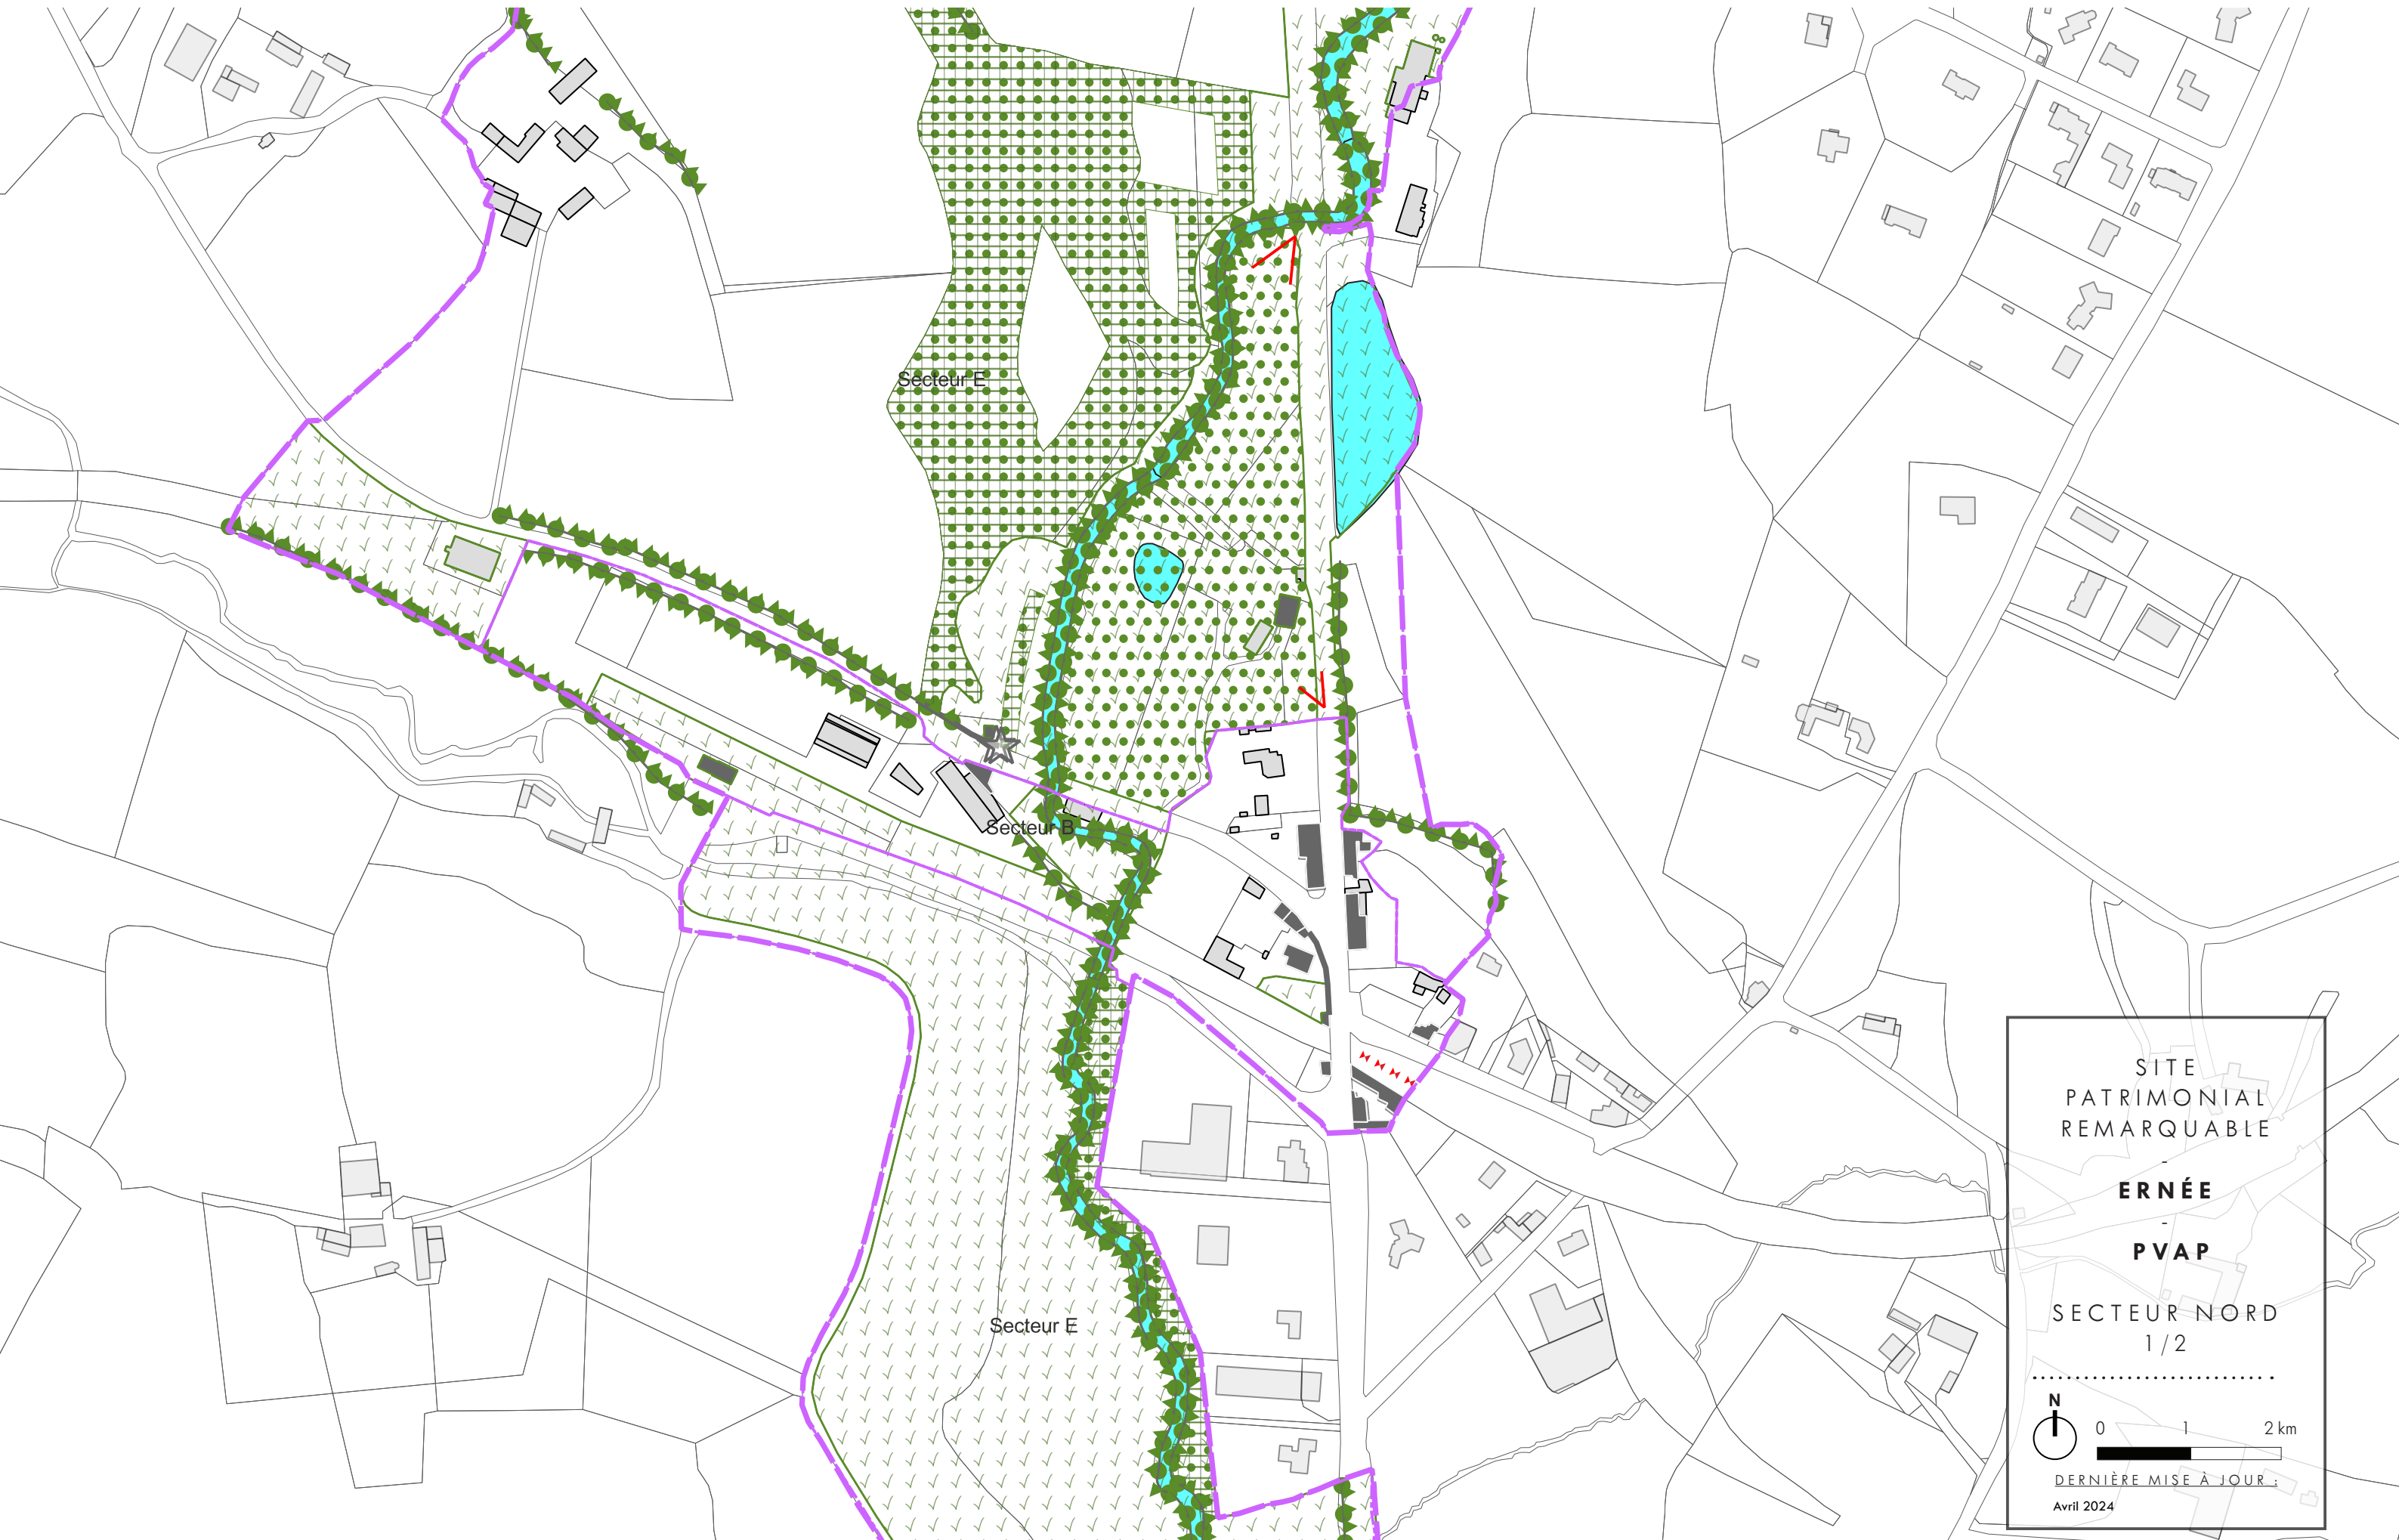 Secteur E
Secteur B
Secteur E
SITE
PATRIMONIAL
REMARQUABLE
-
ERNÉE
-
PVAP
SECTEUR NORD
1/2
N
0 1 2 km
DERNIÈRE MISE À JOUR :
Avril 2024